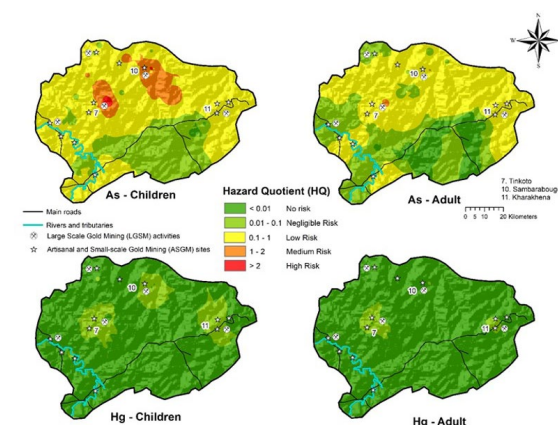 N
W
E
S
10
11
7
10
11
7
As - Children
As - Adult
7. Tinkoto
10. Sambarabougou
11. Kharakhena
Hazard Quotient (HQ)
< 0.01 No risk
0.01 - 0.1 Negligible Risk
0.1 - 1 Low Risk
1 - 2 Medium Risk
> 2 High Risk
Main roads
Rivers and tributaries
Large Scale Gold Mining (LGSM) activities
Artisanal and Small-scale Gold Mining (ASGM) sites
0 5 10 20 Kilometers
10
11
7
10
11
7
Hg - Children
Hg - Adult